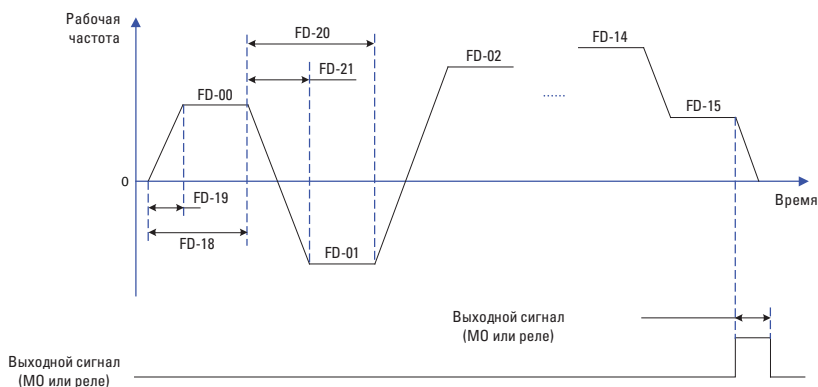 Рабочая
частота
FD-20
FD-14
FD-02
FD-21
FD-00
FD-15
......
0
FD-19
Время
FD-18
FD-01
Выходной сигнал
(МО или реле)
Выходной сигнал
(МО или реле)